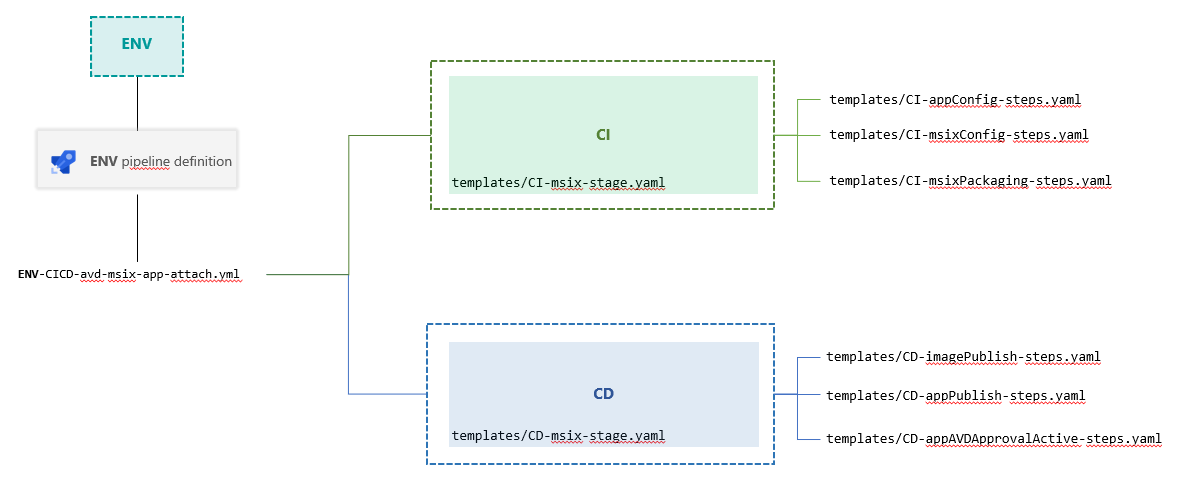 ENV
ENV pipeline definition
ENV-CICD-avd-msix-app-attach.yml
CI
templates/CI-msix-stage.yaml
templates/CI-appConfig-steps.yaml
templates/CI-msixConfig-steps.yaml
templates/CI-msixPackaging-steps.yaml
CD
templates/CD-msix-stage.yaml
templates/CD-imagePublish-steps.yaml
templates/CD-appPublish-steps.yaml
templates/CD-appAVDApprovalActive-steps.yaml